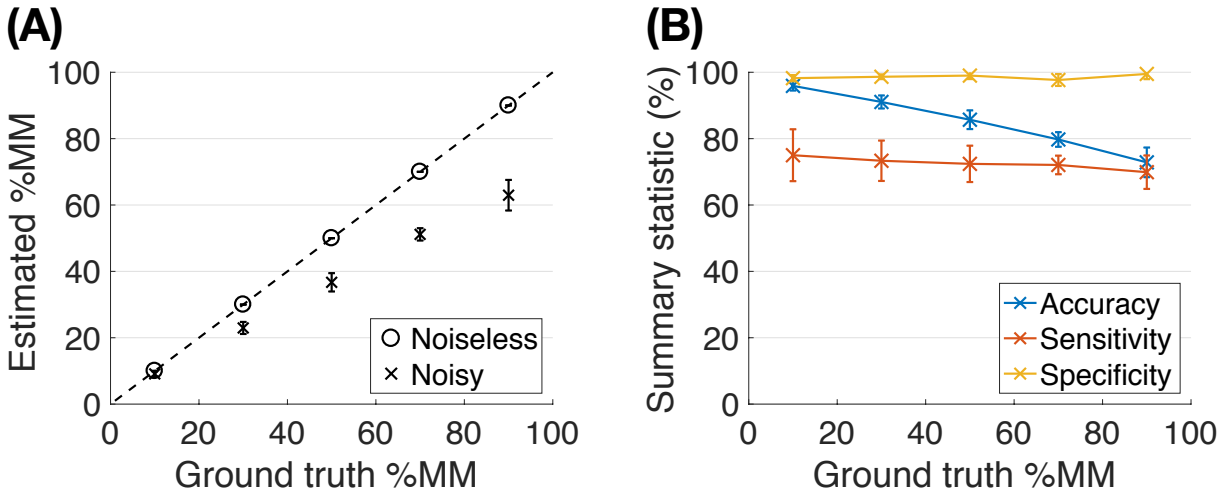 (A)
Estimated %MM
100
80
60
40
20
0
0 20 40 60 80 100
Ground truth %MM
Noiseless
Noisy
(B)
Summary statistic (%)
100
80
60
40
20
0
0 20 40 60 80 100
Ground truth %MM
Accuracy
Sensitivity
Specificity